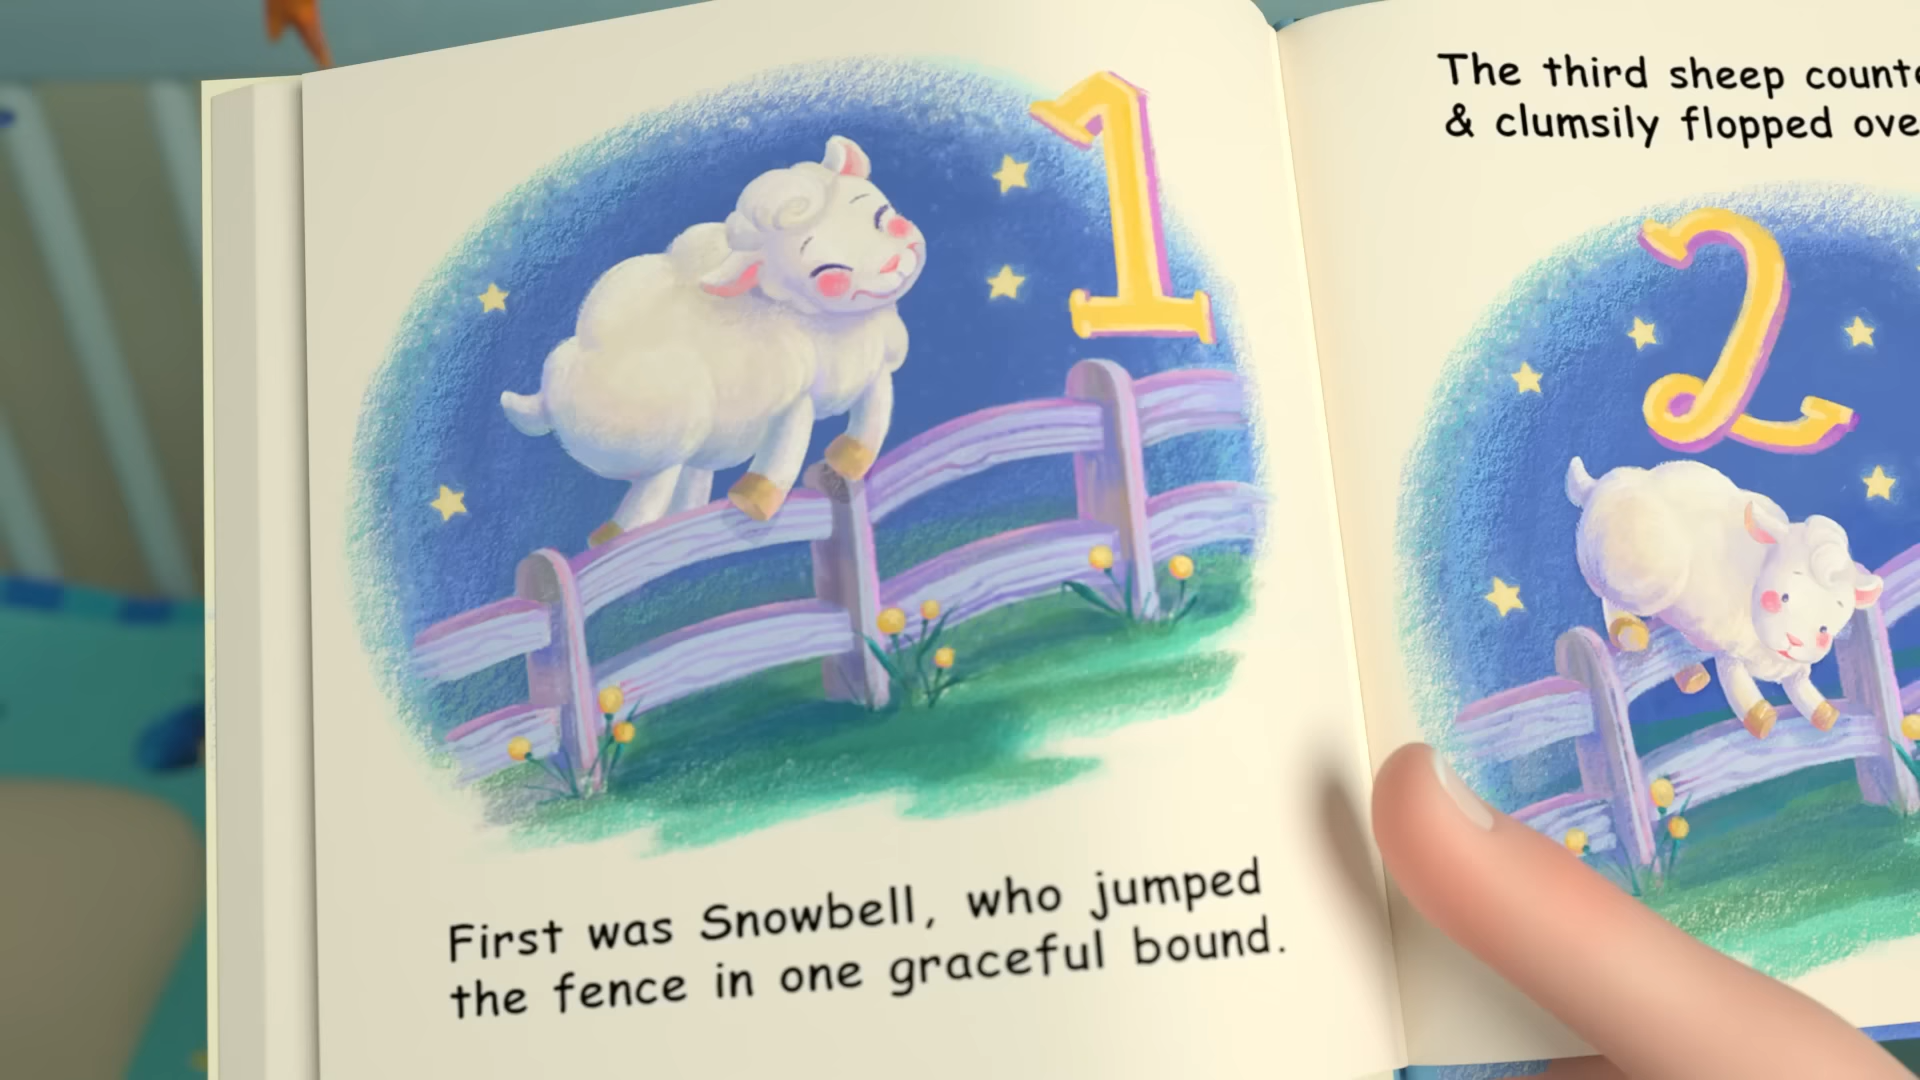 1
First was Snowbell, who jumped
the fence in one graceful bound.
The third sheep
& clumsily flopped
2